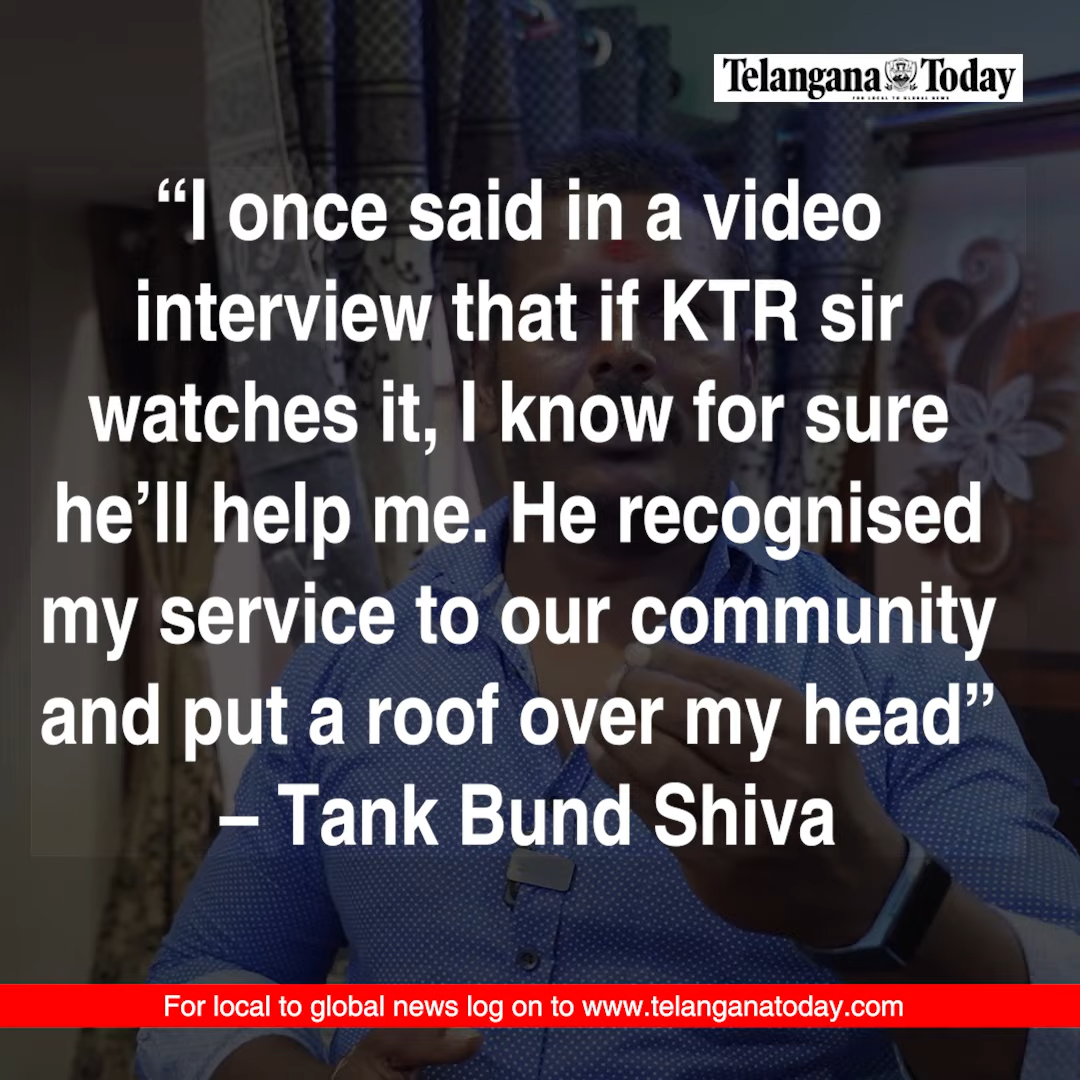 Telangana Today
FOR LOCAL TO GLOBAL NEWS
“I once said in a video
interview that if KTR sir
watches it, I know for sure
he’ll help me. He recognised
my service to our community
and put a roof over my head”
– Tank Bund Shiva
For local to global news log on to www.telanganatoday.com